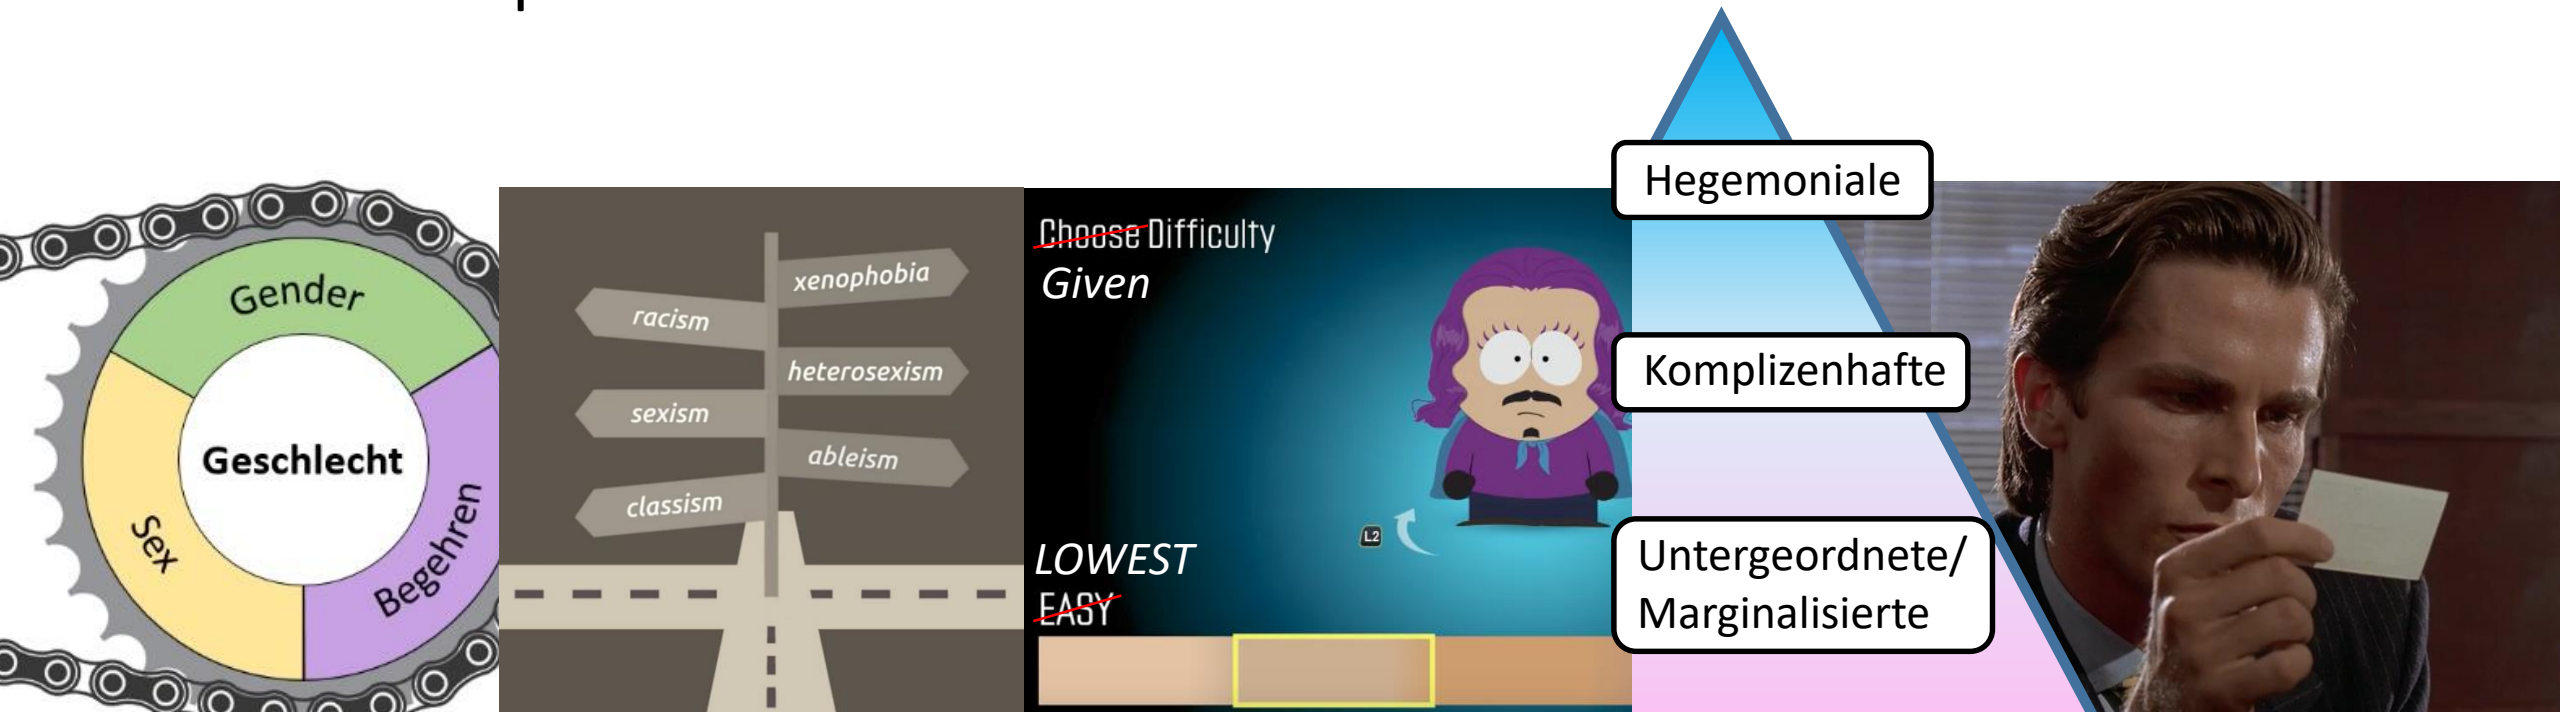 Gender
Sex
Begehren
Geschlecht
xenophobia
racism
heterosexism
sexism
ableism
classism
Choose Difficulty
Given
L2
LOWEST
EASY
Hegemoniale
Komplizenhafte
Untergeordnete/
Marginalisierte